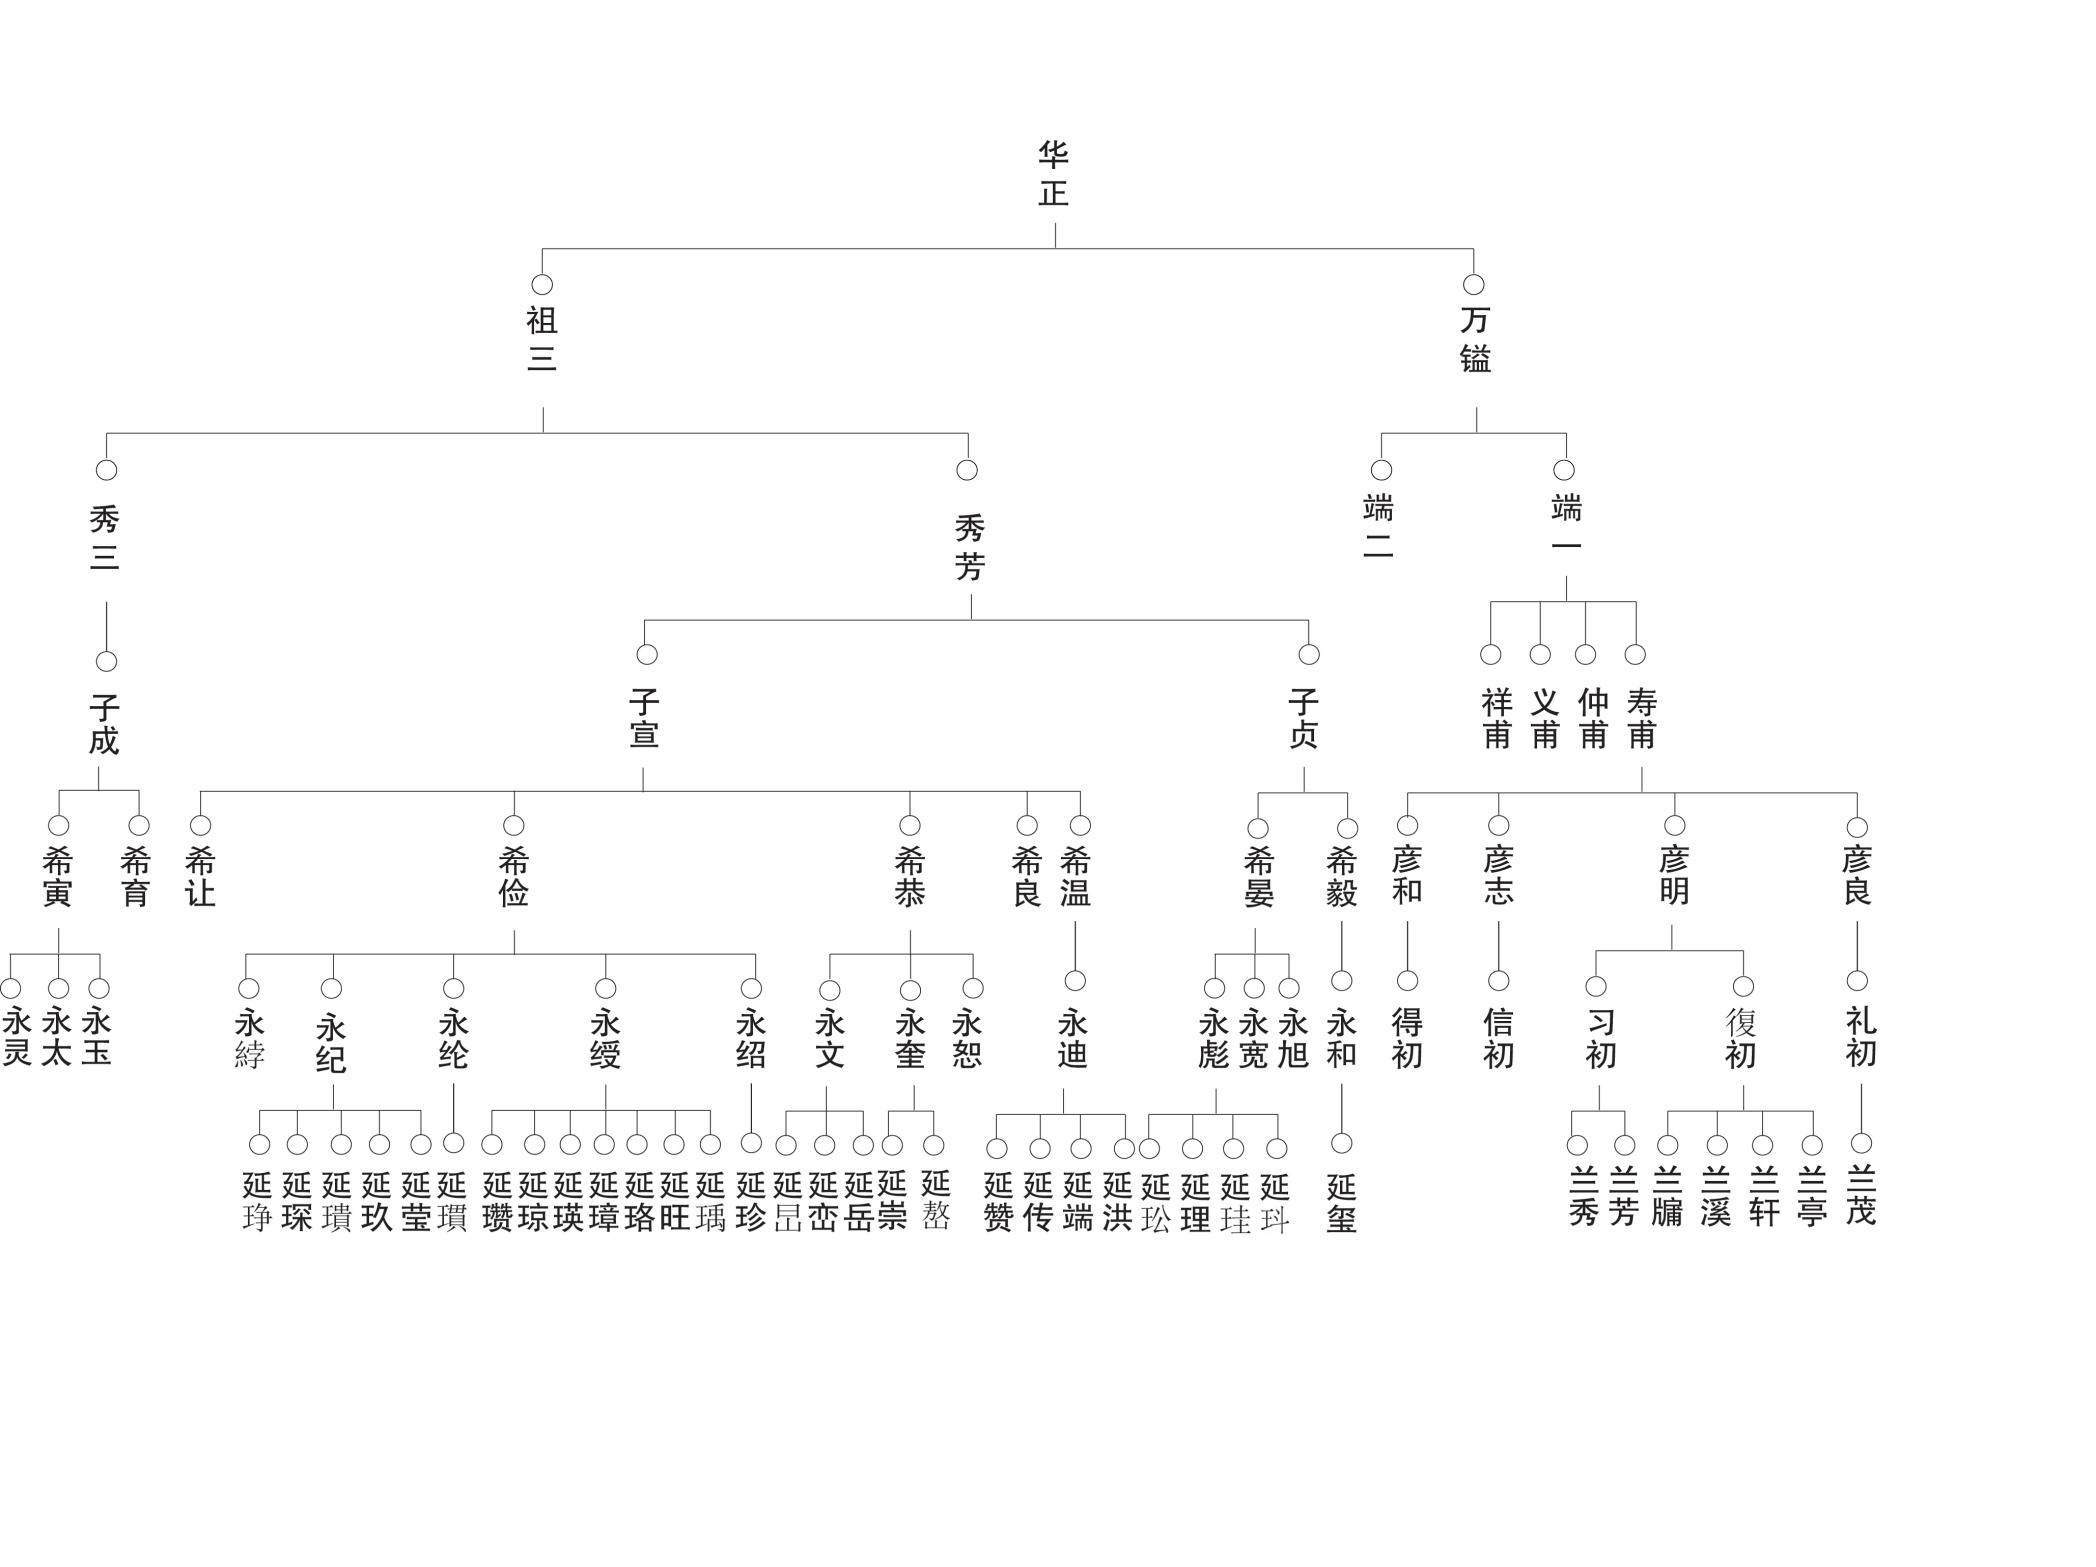 华正
祖三
万镒
秀三
秀芳
端二
端一
子成
子宣
子贞
祥甫
义甫
仲甫
寿甫
希寅
希育
希让
希俭
希恭
希良
希温
希晏
希毅
彦和
彦志
彦明
彦良
永灵
永太
永玉
永綍
永纪
永纶
永绶
永绍
永文
永奎
永恕
永迪
永彪
永宽
永旭
永和
得初
信初
习初
復初
礼初
延琤
延琛
延璝
延玖
延莹
延瑻
延瓒
延琼
延瑛
延璋
延珞
延旺
延瑀
延珍
延
延峦
延岳
延崇
延嶅
延赞
延传
延端
延洪
延玜
延理
延珪
延玣
延玺
兰秀
兰芳
兰牖
兰溪
兰轩
兰亭
兰茂